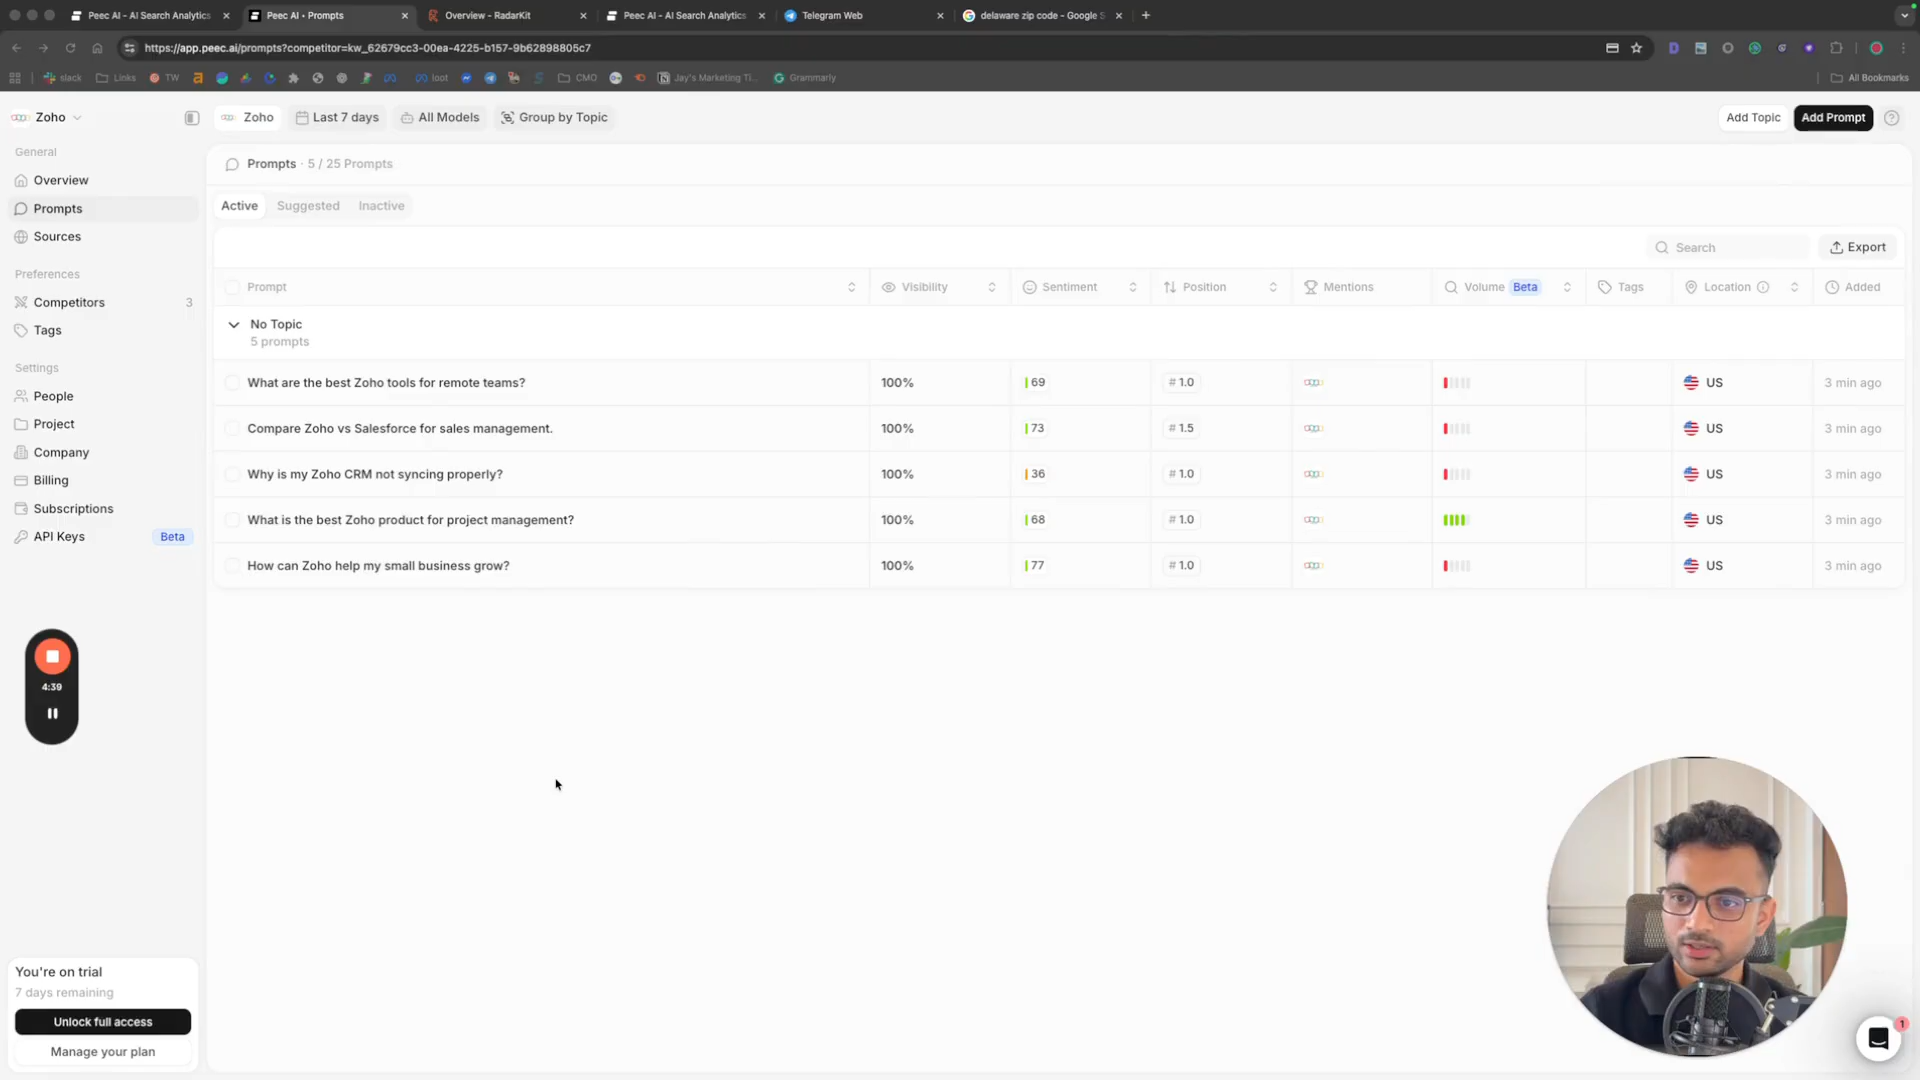 Peec AI - AI Search Analytics
Peec AI • Prompts
Overview - RadarKit
Peec AI - AI Search Analytics
Telegram Web
delaware zip code - Google S
https://app.peec.ai/prompts?competitor=kw_62679cc3-00ea-4225-b157-9b62898805c7
slack
Links
TW
loot
CMO
Jay's Marketing Ti...
Grammarly
All Bookmarks
Zoho
Zoho
Last 7 days
All Models
Group by Topic
Add Topic
Add Prompt
General
Overview
Prompts
Sources
Preferences
Competitors 3
Tags
Settings
People
Project
Company
Billing
Subscriptions
API Keys Beta
Prompts · 5 / 25 Prompts
Active Suggested Inactive
Search
Export
Prompt Visibility Sentiment Position Mentions Volume Beta Tags Location Added
No Topic
5 prompts
What are the best Zoho tools for remote teams? 100% 69 # 1.0 US 3 min ago
Compare Zoho vs Salesforce for sales management. 100% 73 # 1.5 US 3 min ago
Why is my Zoho CRM not syncing properly? 100% 36 # 1.0 US 3 min ago
What is the best Zoho product for project management? 100% 68 # 1.0 US 3 min ago
How can Zoho help my small business grow? 100% 77 # 1.0 US 3 min ago
4:39
You're on trial
7 days remaining
Unlock full access
Manage your plan
1